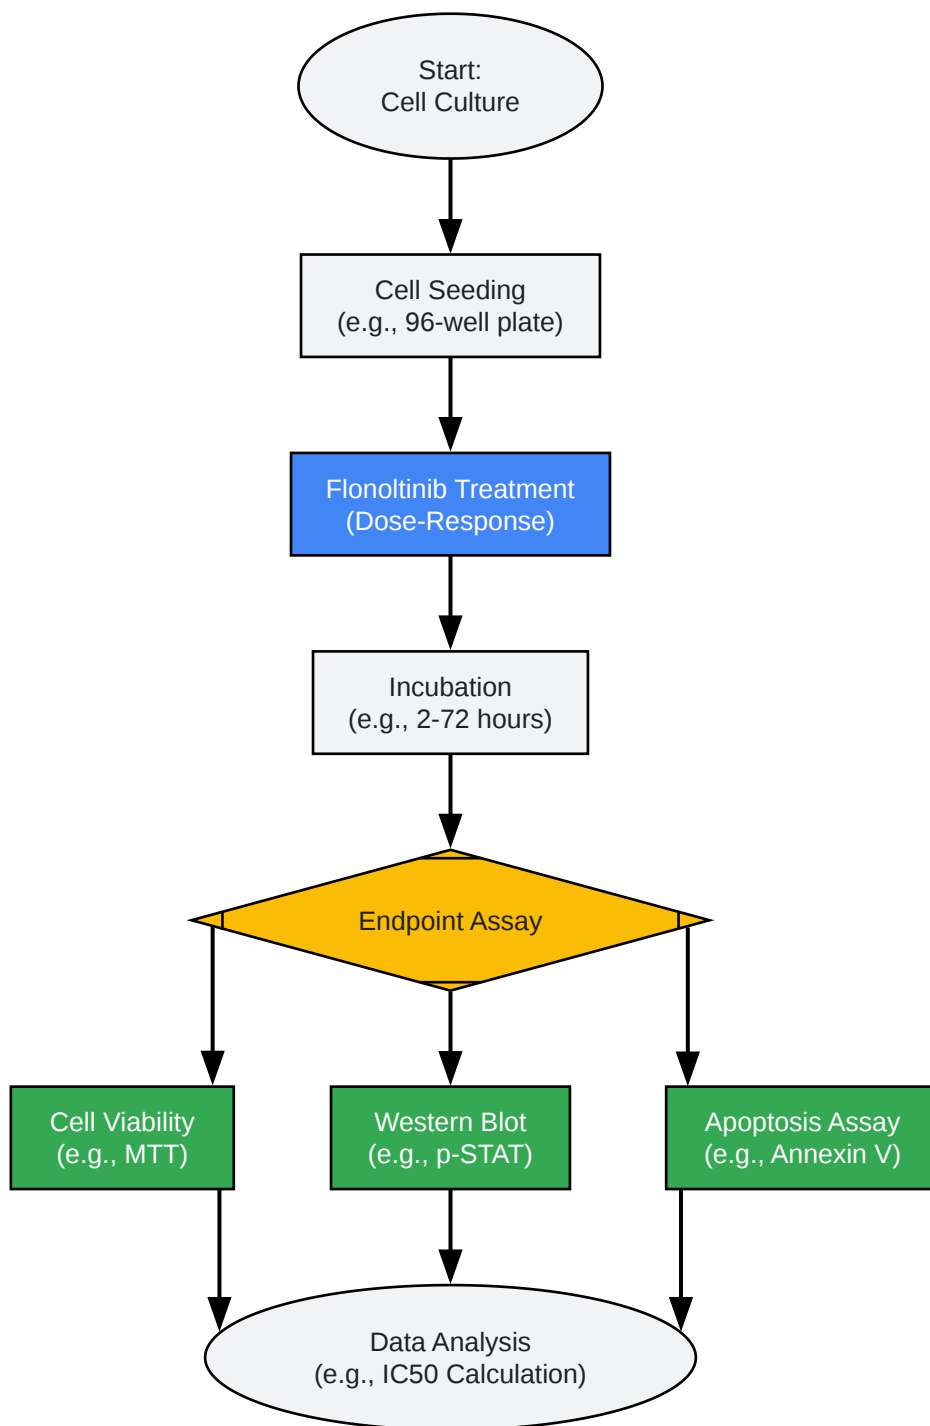 Start:
Cell Culture
Cell Seeding
(e.g., 96-well plate)
Flonoltinib Treatment
(Dose-Response)
Incubation
(e.g., 2-72 hours)
Endpoint Assay
Cell Viability
(e.g., MTT)
Western Blot
(e.g., p-STAT)
Apoptosis Assay
(e.g., Annexin V)
Data Analysis
(e.g., IC50 Calculation)